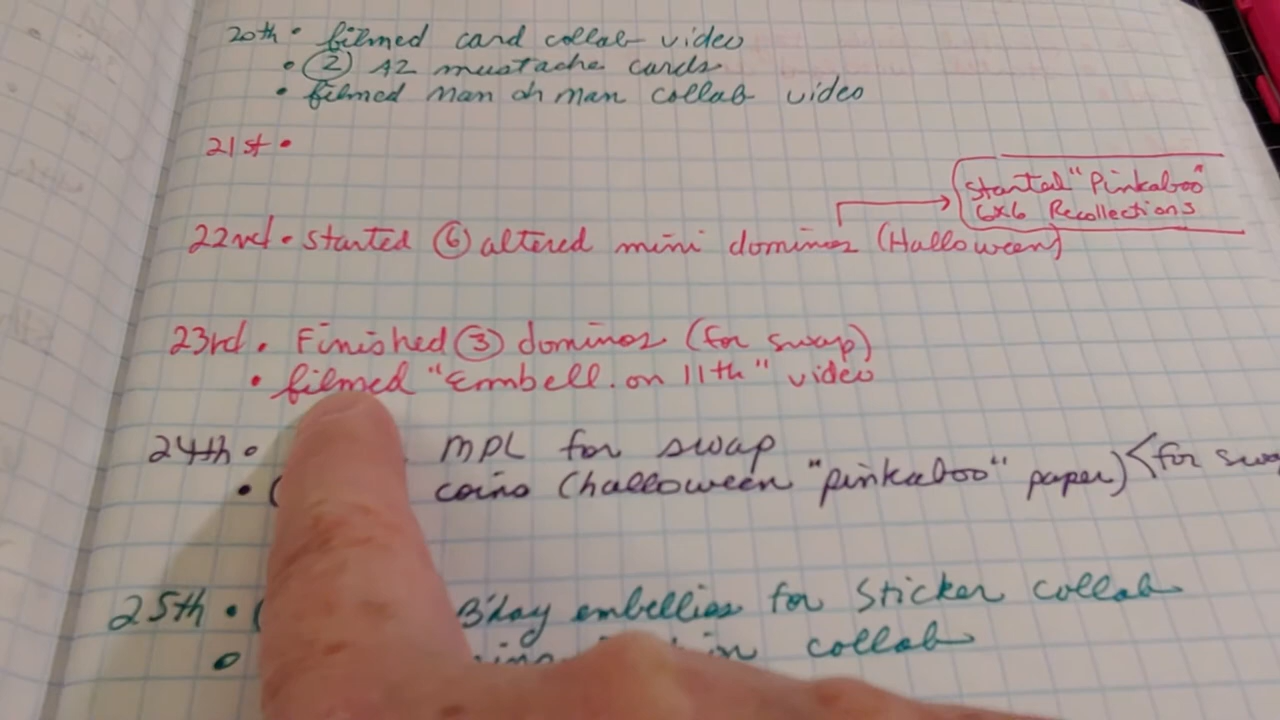 20th • filmed card collab video
• ② A2 mustache cards
• filmed man oh man collab video
21st •
started "Pinkaboo"
6x6 Recollections
22nd • started ⑥ altered mini dominos (Halloween)
23rd • Finished ③ dominos (for swap)
• filmed "Embell. on 11th" video
24th • MPL for swap
• ( coins (halloween "pinkaboo" paper) < for swap
25th • ( B'day embellies for Sticker collab
• in collab